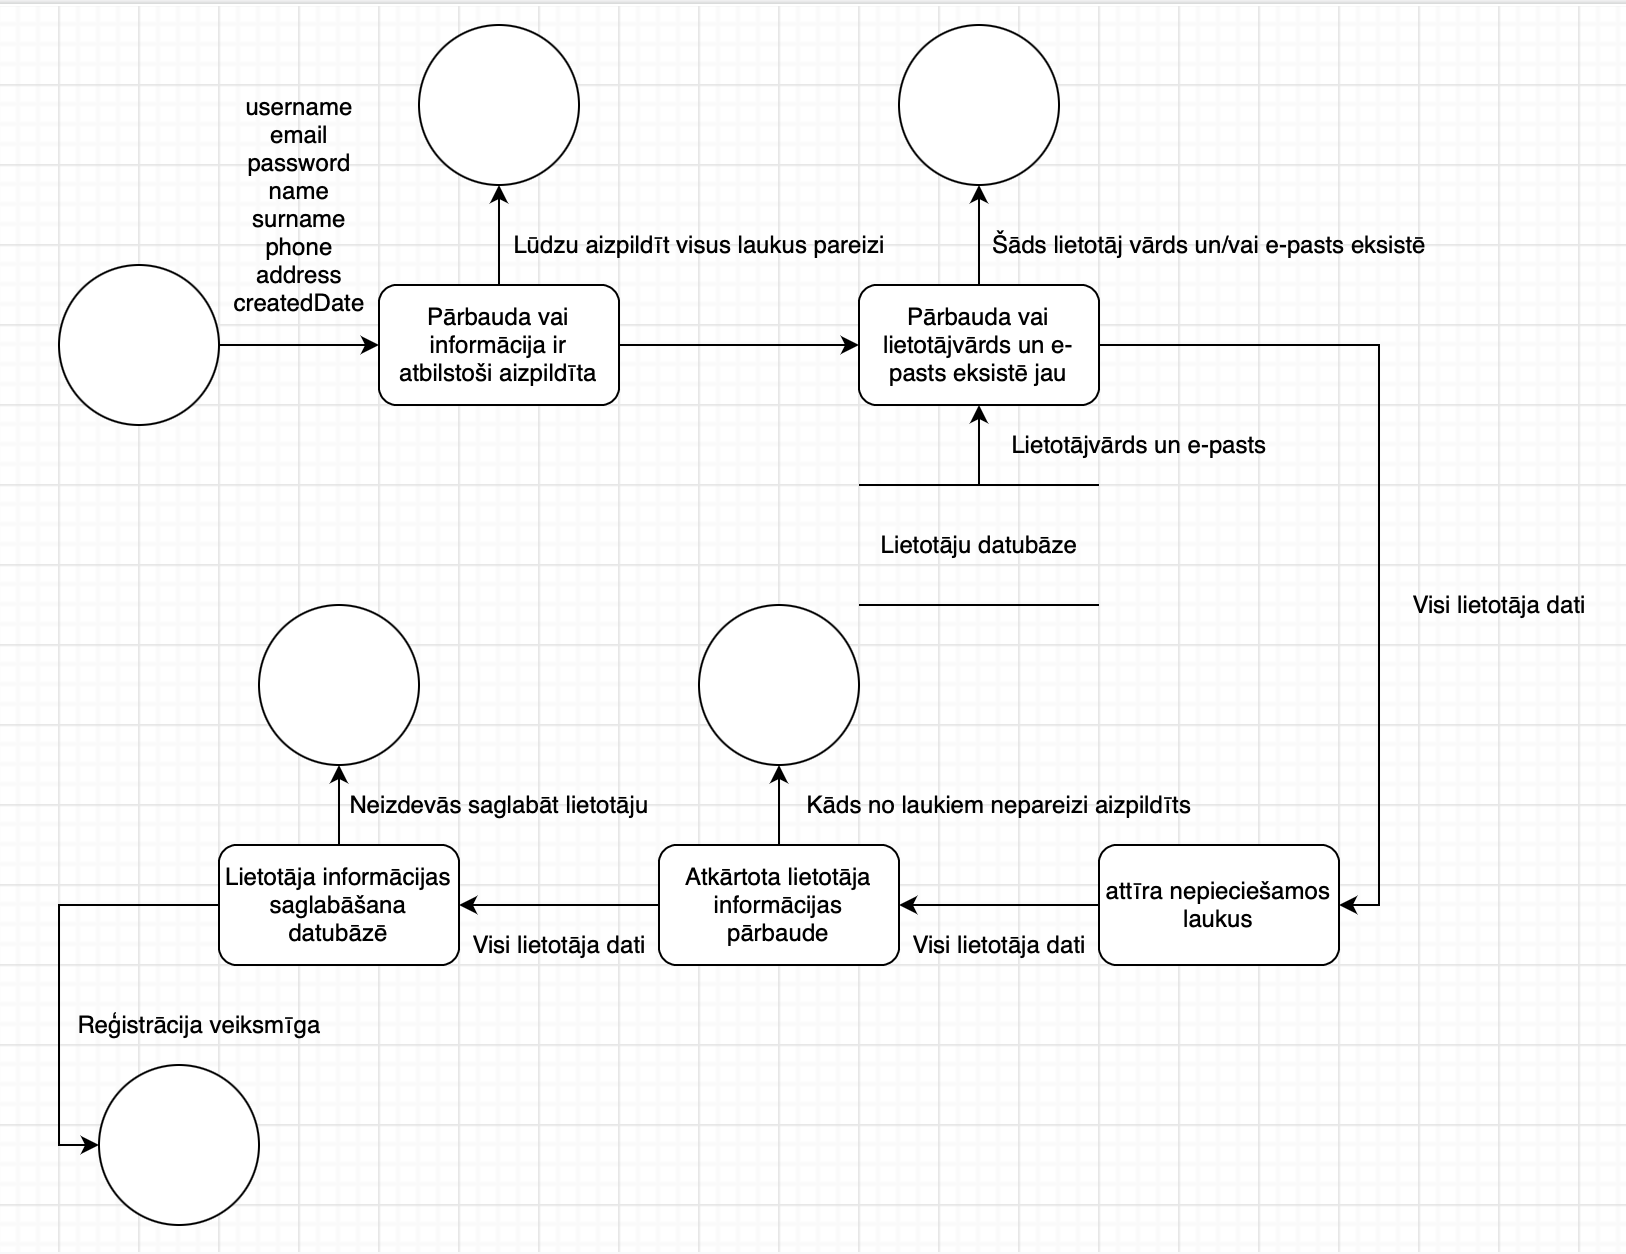 username
email
password
name
surname
phone
address
createdDate
Lūdzu aizpildīt visus laukus pareizi
Šāds lietotāj vārds un/vai e-pasts eksistē
Pārbauda vai
informācija ir
atbilstoši aizpildīta
Pārbauda vai
lietotājvārds un e-
pasts eksistē jau
Lietotājvārds un e-pasts
Lietotāju datubāze
Visi lietotāja dati
Neizdevās saglabāt lietotāju
Kāds no laukiem nepareizi aizpildīts
Lietotāja informācijas
saglabāšana
datubāzē
Visi lietotāja dati
Atkārtota lietotāja
informācijas
pārbaude
Visi lietotāja dati
attīra nepieciešamos
laukus
Reģistrācija veiksmīga